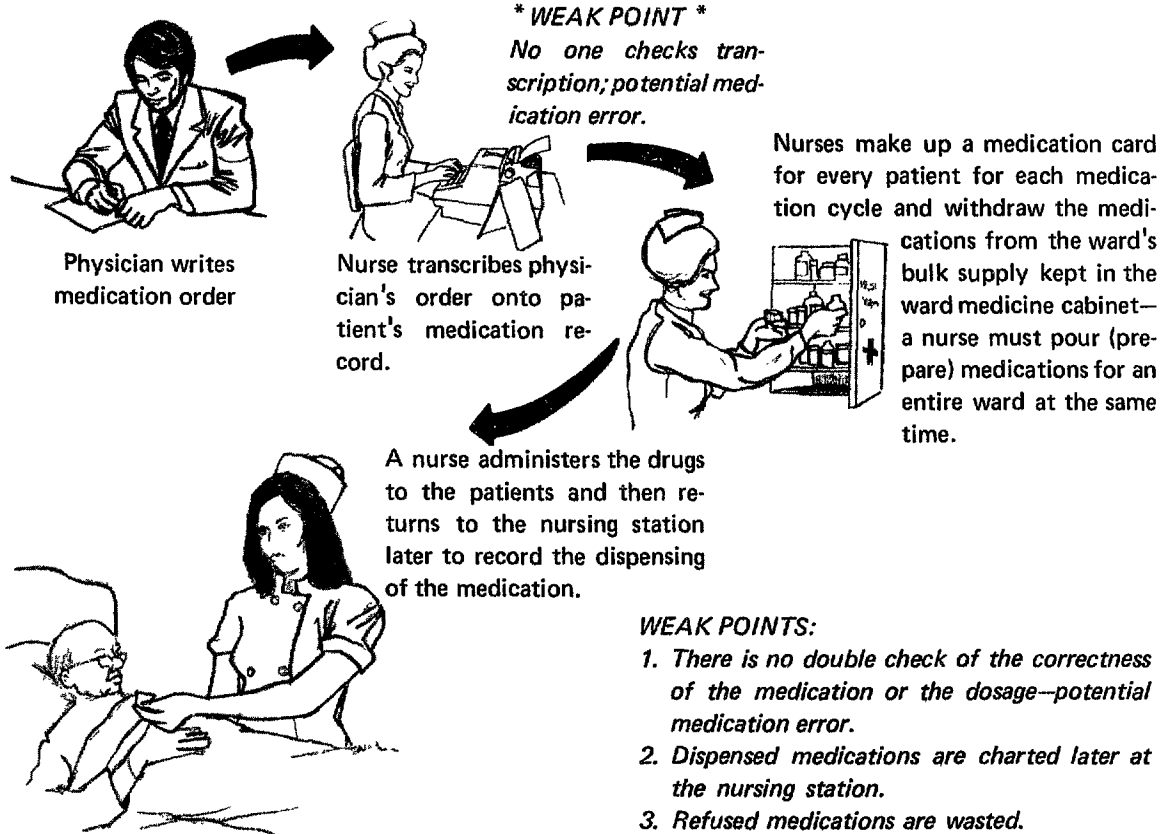 * WEAK POINT *
No one checks tran-
scription; potential med-
ication error.
Physician writes
medication order
Nurse transcribes physi-
cian's order onto pa-
tient's medication re-
cord.
Nurses make up a medication card
for every patient for each medica-
tion cycle and withdraw the medi-
cations from the ward's
bulk supply kept in the
ward medicine cabinet—
a nurse must pour (pre-
pare) medications for an
entire ward at the same
time.
A nurse administers the drugs
to the patients and then re-
turns to the nursing station
later to record the dispensing
of the medication.
WEAK POINTS:
1. There is no double check of the correctness
of the medication or the dosage—potential
medication error.
2. Dispensed medications are charted later at
the nursing station.
3. Refused medications are wasted.